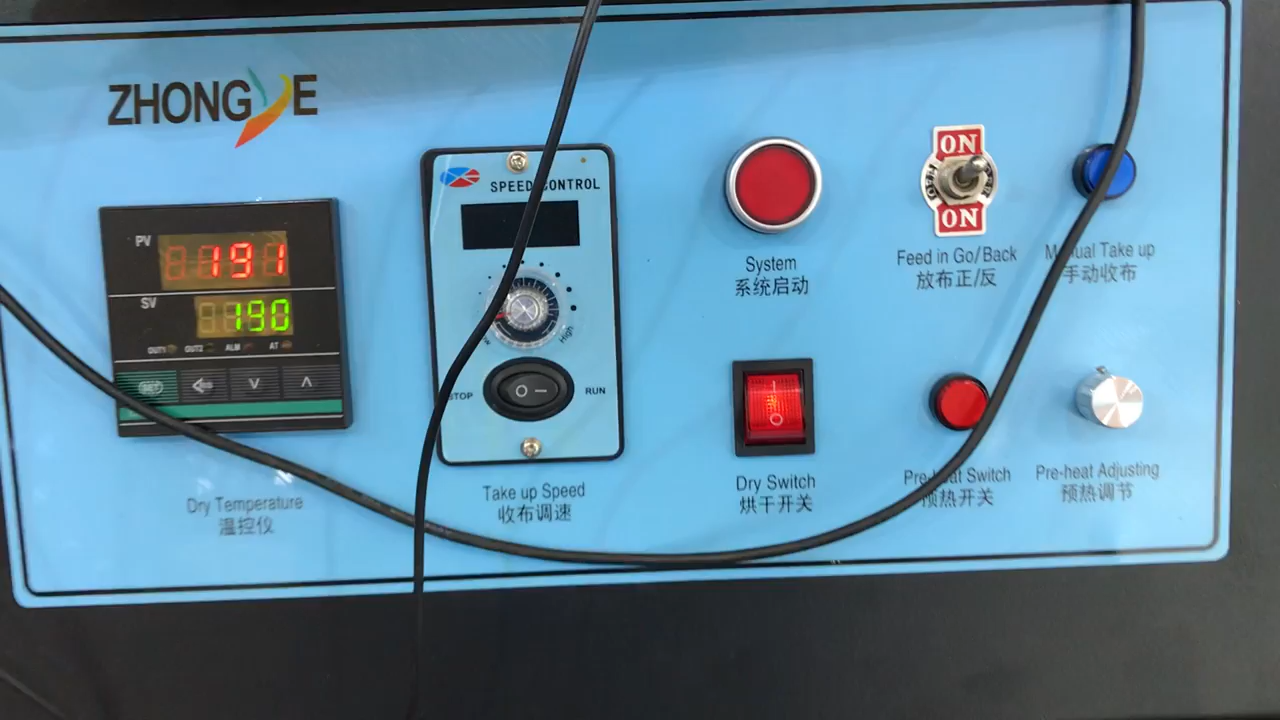 ZHONGYE
PV
191
SV
190
OUT1 OUT2 ALM AT
SET
SPEED CONTROL
High
STOP
RUN
Dry Temperature
温控仪
Take up Speed
收布调速
System
系统启动
ON
OFF
ON
Feed in Go/Back
放布正/反
Manual Take up
手动收布
Dry Switch
烘干开关
Pre-heat Switch
预热开关
Pre-heat Adjusting
预热调节